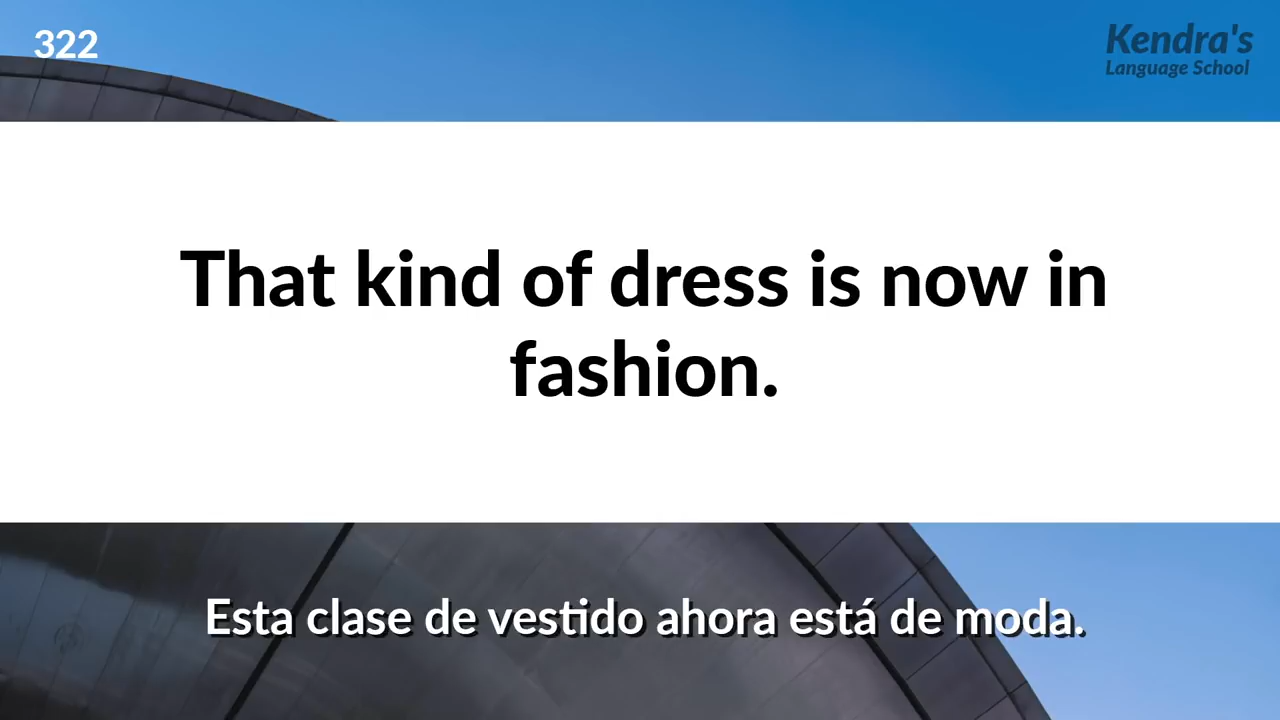 322
Kendra's
Language School
That kind of dress is now in
fashion.
Esta clase de vestido ahora está de moda.